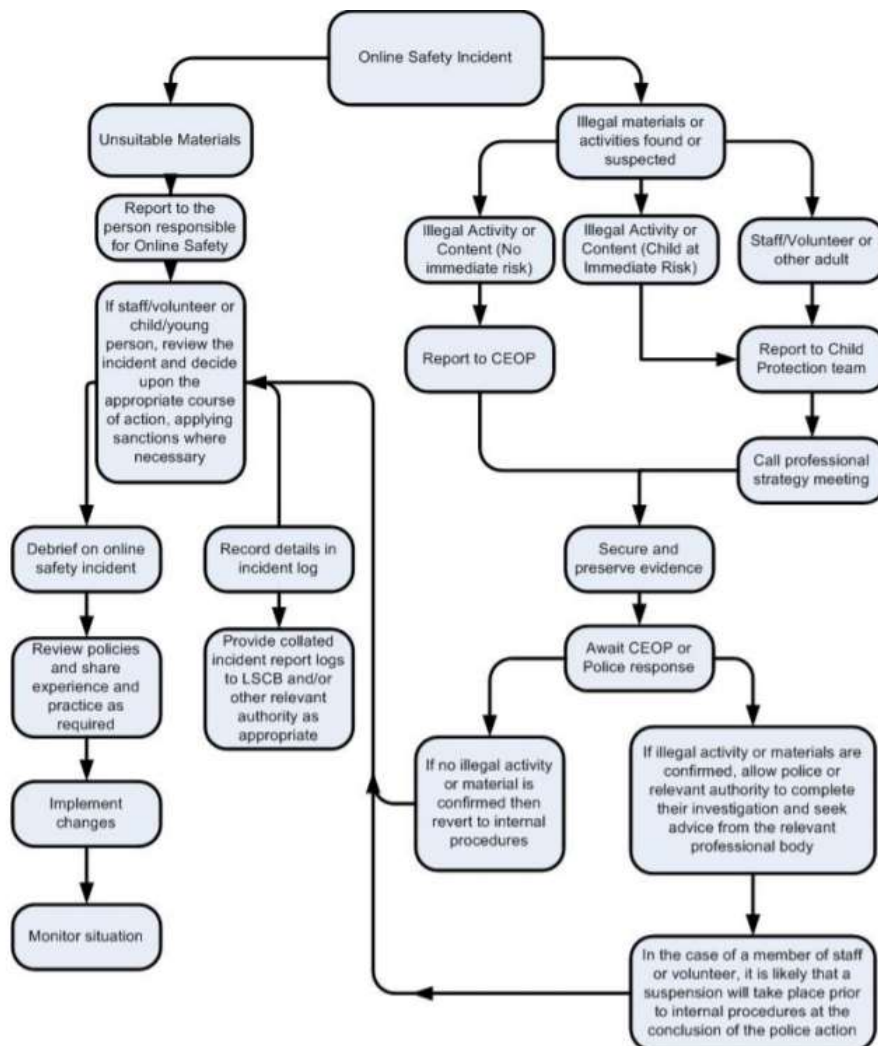 Online Safety Incident
Unsuitable Materials
Illegal materials or
activities found or
suspected
Report to the
person responsible
for Online Safety
Illegal Activity or
Content (No
immediate risk)
Illegal Activity or
Content (Child at
Immediate Risk)
Staff/Volunteer or
other adult
If staff/volunteer or
child/young
person, review the
incident and decide
upon the
appropriate course
of action, applying
sanctions where
necessary
Report to CEOP
Report to Child
Protection team
Call professional
strategy meeting
Debrief on online
safety incident
Record details in
incident log
Secure and
preserve evidence
Review policies
and share
experience and
practice as
required
Provide collated
incident report logs
to LSCB and/or
other relevant
authority as
appropriate
Await CEOP or
Police response
If no illegal activity
or material is
confirmed then
revert to internal
procedures
If illegal activity or materials are
confirmed, allow police or
relevant authority to complete
their investigation and seek
advice from the relevant
professional body
Implement
changes
Monitor situation
In the case of a member of staff
or volunteer, it is likely that a
suspension will take place prior
to internal procedures at the
conclusion of the police action